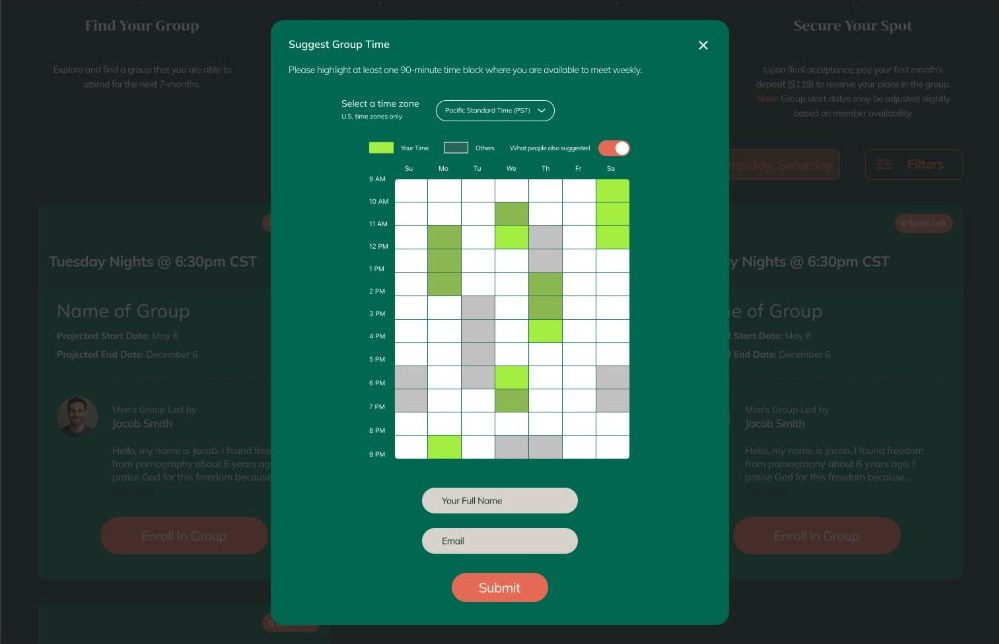 Find Your Group
Explore and find a group that you are able to
attend for the next 7-months.
Secure Your Spot
Upon final acceptance, pay your first month's
deposit ($119) to reserve your place in the group.
Note: Group start dates may be adjusted slightly
based on member availability.
Suggest Group Time
Please highlight at least one 90-minute time block where you are available to meet weekly.
Select a time zone
U.S. time zones only
Pacific Standard Time (PST)
Your Time
Others
What people also suggested
Su Mo Tu We Th Fr Sa
9 AM
10 AM
11 AM
12 PM
1 PM
2 PM
3 PM
4 PM
5 PM
6 PM
7 PM
8 PM
9 PM
Your Full Name
Email
Submit
Saturday
Filters
Tuesday Nights @ 6:30pm CST
Name of Group
Projected Start Date: May 6
Projected End Date: December 6
Men's Group Led by
Jacob Smith
Hello, my name is Jacob. I found free
from pornography about 6 years ag
praise God for this freedom because
Enroll In Group
6 Spots Left
Nights @ 6:30pm CST
of Group
Start Date: May 6
End Date: December 6
Men's Group Led by
Jacob Smith
Hello, my name is Jacob. I found freedom
from pornography about 6 years ago. I
praise God for this freedom because...
Enroll In Group